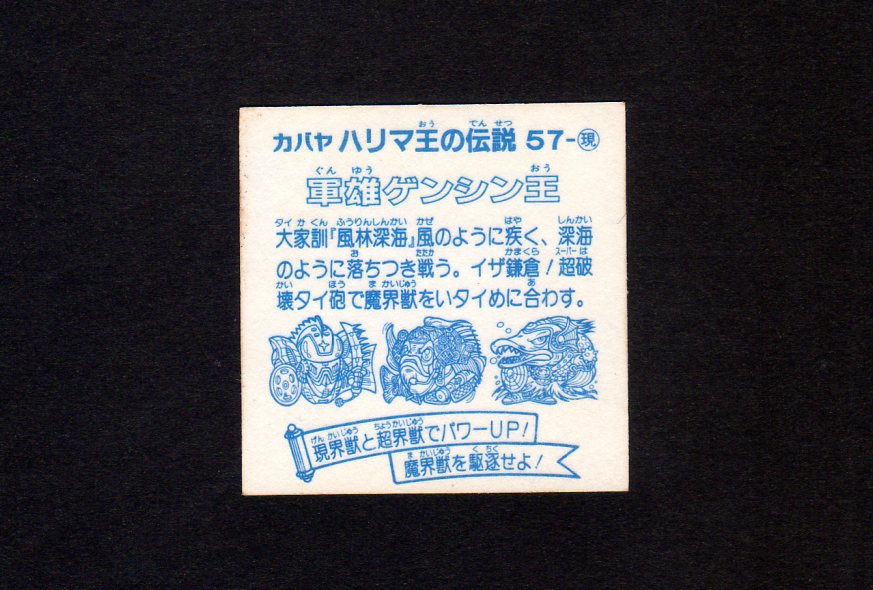 カバヤ ハリマ王の伝説 57-㊢現
軍雄ゲンシン王
大家訓『風林深海』風のように疾く、深海
のように落ちつき戦う。イザ鎌倉!超破
壊タイ砲で魔界獣をいタイめに合わす。
現界獣と超界獣でパワーUP!
魔界獣を駆逐せよ!